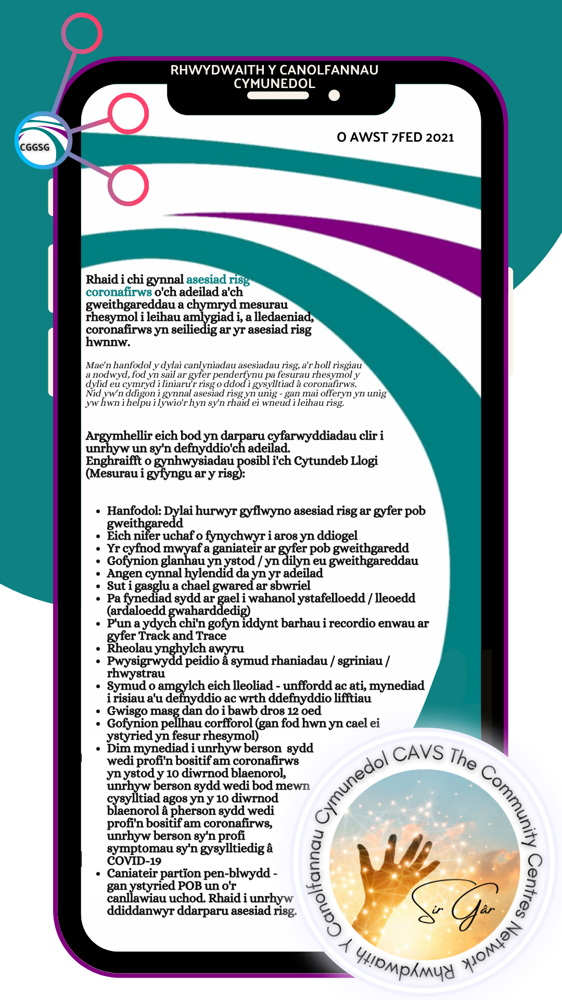 RHWYDWAITH Y CANOLFANNAU
CYMUNEDOL
CGGSG
O AWST 7FED 2021
Rhaid i chi gynnal asesiad risg
coronafirws o'ch adeilad a'ch
gweithgareddau a chymryd mesurau
rhesymol i leihau amlygiad i, a lledaeniad,
coronafirws yn seiliedig ar yr asesiad risg
hwnnw.
Mae'n hanfodol y dylai canlyniadau asesiadau risg, a'r holl risgiau
a nodwyd, fod yn sail ar gyfer penderfynu pa fesurau rhesymol y
dylid eu cymryd i liniaru'r risg o ddod i gysylltiad â coronafirws.
Nid yw'n ddigon i gynnal asesiad risg yn unig - gan mai offeryn yn unig
yw hwn i helpu i lywio'r hyn sy'n rhaid ei wneud i leihau risg.
Argymhellir eich bod yn darparu cyfarwyddiadau clir i
unrhyw un sy'n defnyddio'ch adeilad.
Enghraifft o gynhwysiadau posibl i'ch Cytundeb Llogi
(Mesurau i gyfyngu ar y risg):
• Hanfodol: Dylai hurwyr gyflwyno asesiad risg ar gyfer pob
gweithgaredd
• Eich nifer uchaf o fynychwyr i aros yn ddiogel
• Yr cyfnod mwyaf a ganiateir ar gyfer pob gweithgaredd
• Gofynion glanhau yn ystod / yn dilyn eu gweithgareddau
• Angen cynnal hylendid da yn yr adeilad
• Sut i gasglu a chael gwared ar sbwriel
• Pa fynediad sydd ar gael i wahanol ystafelloedd / lleoedd
(ardaloedd gwaharddedig)
• P'un a ydych chi'n gofyn iddynt barhau i recordio enwau ar
gyfer Track and Trace
• Rheolau ynghylch awyru
• Pwysigrwydd peidio â symud rhaniadau / sgriniau /
rhwystrau
• Symud o amgylch eich lleoliad - unffordd ac ati, mynediad
i risiau a'u defnyddio ac wrth ddefnyddio lifftiau
• Gwisgo masg dan do i bawb dros 12 oed
• Gofynion pellhau corfforol (gan fod hwn yn cael ei
ystyried yn fesur rhesymol)
• Dim mynediad i unrhyw berson sydd
wedi profi'n bositif am coronafirws
yn ystod y 10 diwrnod blaenorol,
unrhyw berson sydd wedi bod mewn
cysylltiad agos yn y 10 diwrnod
blaenorol â pherson sydd wedi
profi'n bositif am coronafirws,
unrhyw berson sy'n profi
symptomau sy'n gysylltiedig â
COVID-19
• Caniateir partïon pen-blwydd -
gan ystyried POB un o'r
canllawiau uchod. Rhaid i unrhyw
ddiddanwyr ddarparu asesiad risg.
Rhwydwaith Y Canolfannau Cymunedol CAVS The Community Centres Network
Sir Gâr